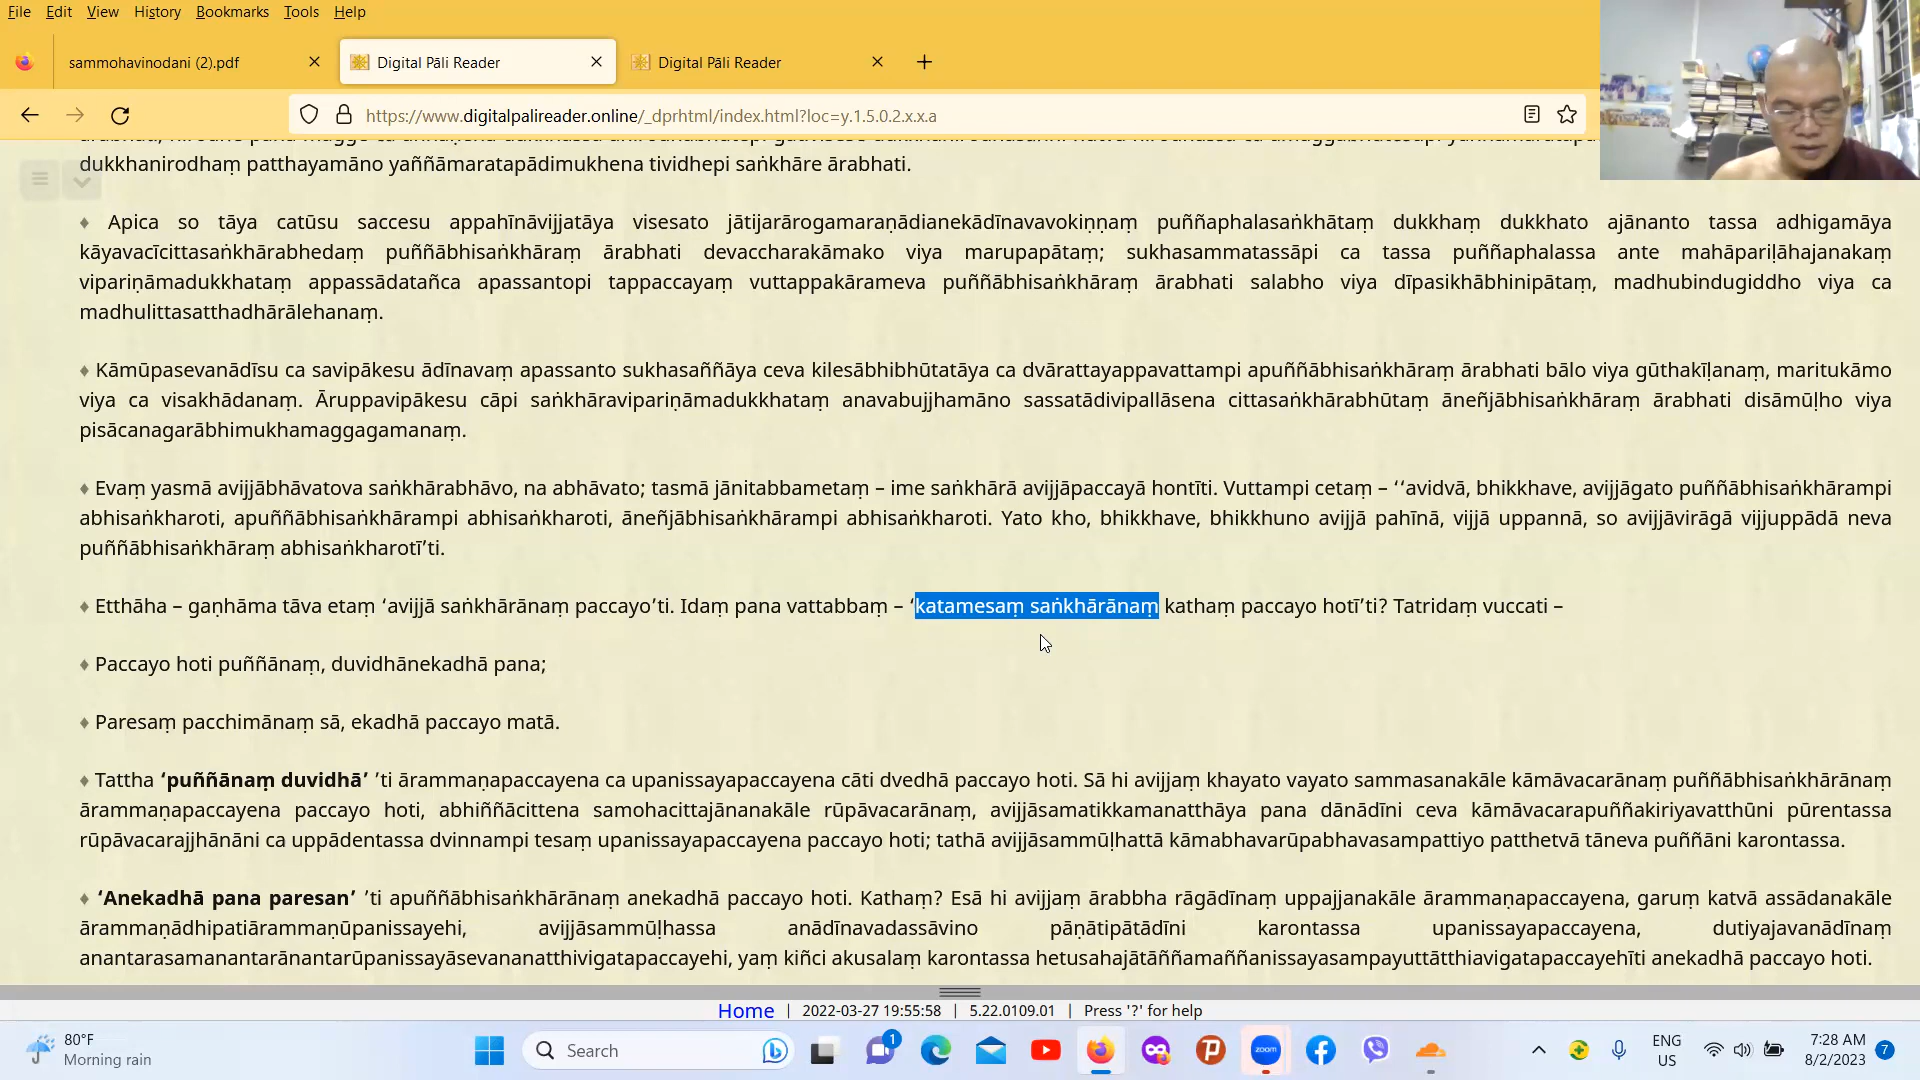 File Edit View History Bookmarks Tools Help
sammohavinodani (2).pdf
Digital Pāli Reader
Digital Pāli Reader
https://www.digitalpalireader.online/_dprhtml/index.html?loc=y.1.5.0.2.x.x.a
dukkhanirodhaṃ patthayamāno yaññāmaratapādimukhena tividhepi saṅkhāre ārabhati.
♦ Apica so tāya catūsu saccesu appahīnāvijjatāya visesato jātijarārogamaraṇādianekādīnavavokiṇṇaṃ puññaphalasaṅkhātaṃ dukkhaṃ dukkhato ajānanto tassa adhigamāya
kāyavacīcittasaṅkhārabhedaṃ puññābhisaṅkhāraṃ ārabhati devaccharakāmako viya marupapātaṃ; sukhasammatassāpi ca tassa puññaphalassa ante mahāpariḷāhajanakaṃ
vipariṇāmadukkhataṃ appassādatañca apassantopi tappaccayaṃ vuttappakārameva puññābhisaṅkhāraṃ ārabhati salabho viya dīpasikhābhinipātaṃ, madhubindugiddho viya ca
madhulittasatthadhārālehanaṃ.
♦ Kāmūpasevanādīsu ca savipākesu ādīnavaṃ apassanto sukhasaññāya ceva kilesābhibhūtatāya ca dvārattayappavattampi apuññābhisaṅkhāraṃ ārabhati bālo viya gūthakīḷanaṃ, maritukāmo
viya ca visakhādanaṃ. Āruppavipākesu cāpi saṅkhāravipariṇāmadukkhataṃ anavabujjhamāno sassatādivipallāsena cittasaṅkhārabhūtaṃ āneñjābhisaṅkhāraṃ ārabhati disāmūḷho viya
pisācanagarābhimukhamaggagamanaṃ.
♦ Evaṃ yasmā avijjābhāvatova saṅkhārabhāvo, na abhāvato; tasmā jānitabbametaṃ – ime saṅkhārā avijjāpaccayā hontīti. Vuttampi cetaṃ – ‘‘avidvā, bhikkhave, avijjāgato puññābhisaṅkhārampi
abhisaṅkharoti, apuññābhisaṅkhārampi abhisaṅkharoti, āneñjābhisaṅkhārampi abhisaṅkharoti. Yato kho, bhikkhave, bhikkhuno avijjā pahīnā, vijjā uppannā, so avijjāvirāgā vijjuppādā neva
puññābhisaṅkhāraṃ abhisaṅkharotī’ti.
♦ Etthāha – gaṇhāma tāva etaṃ ‘avijjā saṅkhārānaṃ paccayo’ti. Idaṃ pana vattabbaṃ – ‘katamesaṃ saṅkhārānaṃ kathaṃ paccayo hotī’ti? Tatridaṃ vuccati –
♦ Paccayo hoti puññānaṃ, duvidhānekadhā pana;
♦ Paresaṃ pacchimānaṃ sā, ekadhā paccayo matā.
♦ Tattha ‘puññānaṃ duvidhā’ ’ti ārammaṇapaccayena ca upanissayapaccayena cāti dvedhā paccayo hoti. Sā hi avijjaṃ khayato vayato sammasanakāle kāmāvacarānaṃ puññābhisaṅkhārānaṃ
ārammaṇapaccayena paccayo hoti, abhiññācittena samohacittajānanakāle rūpāvacarānaṃ, avijjāsamatikkamanatthāya pana dānādīni ceva kāmāvacarapuññakiriyavatthūni pūrentassa
rūpāvacarajjhānāni ca uppādentassa dvinnampi tesaṃ upanissayapaccayena paccayo hoti; tathā avijjāsammūḷhattā kāmabhavarūpabhavasampattiyo patthetvā tāneva puññāni karontassa.
♦ ‘Anekadhā pana paresan’ ’ti apuññābhisaṅkhārānaṃ anekadhā paccayo hoti. Kathaṃ? Esā hi avijjaṃ ārabbha rāgādīnaṃ uppajjanakāle ārammaṇapaccayena, garuṃ katvā assādanakāle
ārammaṇādhipatiārammaṇūpanissayehi, avijjāsammūḷhassa anādīnavadassāvino pāṇātipātādīni karontassa upanissayapaccayena, dutiyajavanādīnaṃ
anantarasamanantarānantarūpanissayāsevananatthivigatapaccayehi, yaṃ kiñci akusalaṃ karontassa hetusahajātāññamaññanissayasampayuttātthiavigatapaccayehīti anekadhā paccayo hoti.
Home | 2022-03-27 19:55:58 | 5.22.0109.01 | Press '?' for help
80°F
Morning rain
Search
1
zoom
ENG
US
7:28 AM
8/2/2023
7